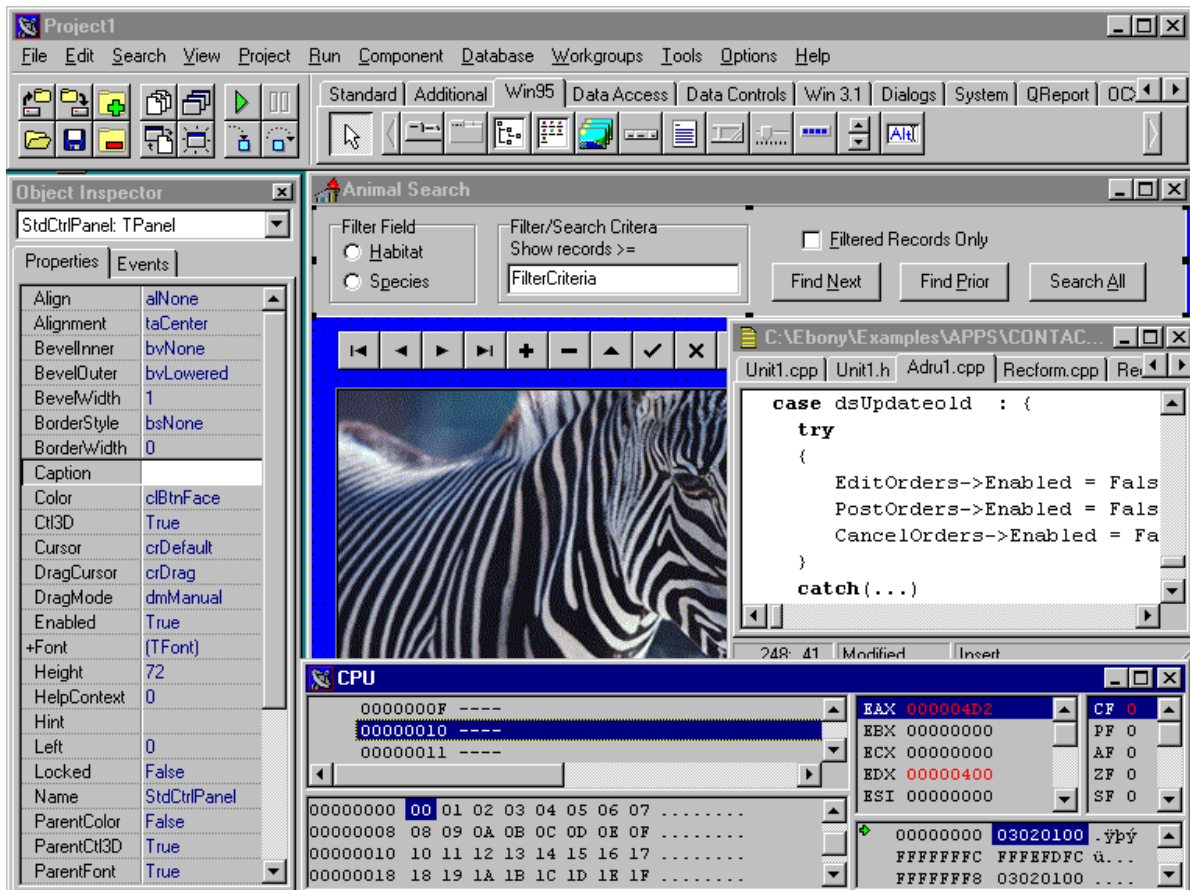 Project1
File Edit Search View Project Run Component Database Workgroups Tools Options Help
Standard Additional Win95 Data Access Data Controls Win 3.1 Dialogs System QReport
Alt
Object Inspector
StdCtrlPanel: TPanel
Properties Events
Align alNone
Alignment taCenter
BevelInner bvNone
BevelOuter bvLowered
BevelWidth 1
BorderStyle bsNone
BorderWidth 0
Caption
Color clBtnFace
Ctl3D True
Cursor crDefault
DragCursor crDrag
DragMode dmManual
Enabled True
+Font (TFont)
Height 72
HelpContext 0
Hint
Left 0
Locked False
Name StdCtrlPanel
ParentColor False
ParentCtl3D True
ParentFont True
Animal Search
Filter Field
Habitat
Species
Filter/Search Critera
Show records >=
FilterCriteria
Filtered Records Only
Find Next Find Prior Search All
C:\Ebony\Examples\APPS\CONTAC...
Unit1.cpp Unit1.h Adru1.cpp Recform.cpp
case dsUpdateold : {
try
{
EditOrders->Enabled = Fals
PostOrders->Enabled = Fals
CancelOrders->Enabled = Fa
}
catch(...)
248: 41 Modified Insert
CPU
0000000F ----
00000010 ----
00000011 ----
EAX 000004D2
EBX 00000000
ECX 00000000
EDX 00000400
ESI 00000000
CF 0
PF 0
AF 0
ZF 0
SF 0
00000000 00 01 02 03 04 05 06 07 ........
00000008 08 09 0A 0B 0C 0D 0E 0F ........
00000010 10 11 12 13 14 15 16 17 ........
00000018 18 19 1A 1B 1C 1D 1E 1F ........
00000000 03020100 .ÿþý
FFFFFFFC FFFEFDFC ü...
FFFFFFF8 03020100 ....